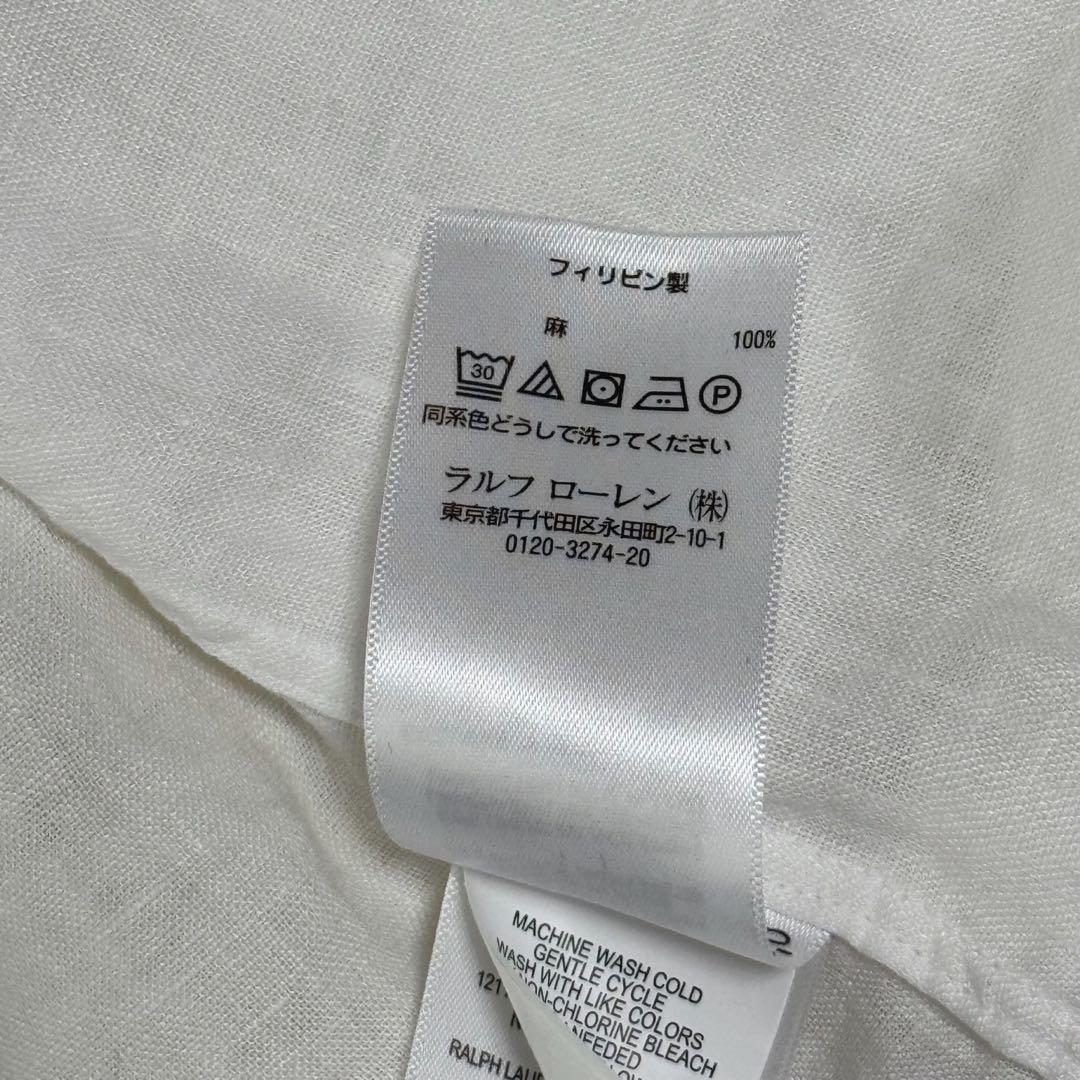 フィリピン製
麻 100%
30 P
同系色どうしで洗ってください
ラルフ ローレン (株)
東京都千代田区永田町2-10-1
0120-3274-20
MACHINE WASH COLD
GENTLE CYCLE
WASH WITH LIKE COLORS
NON-CHLORINE BLEACH
NEEDED
121
RALPH